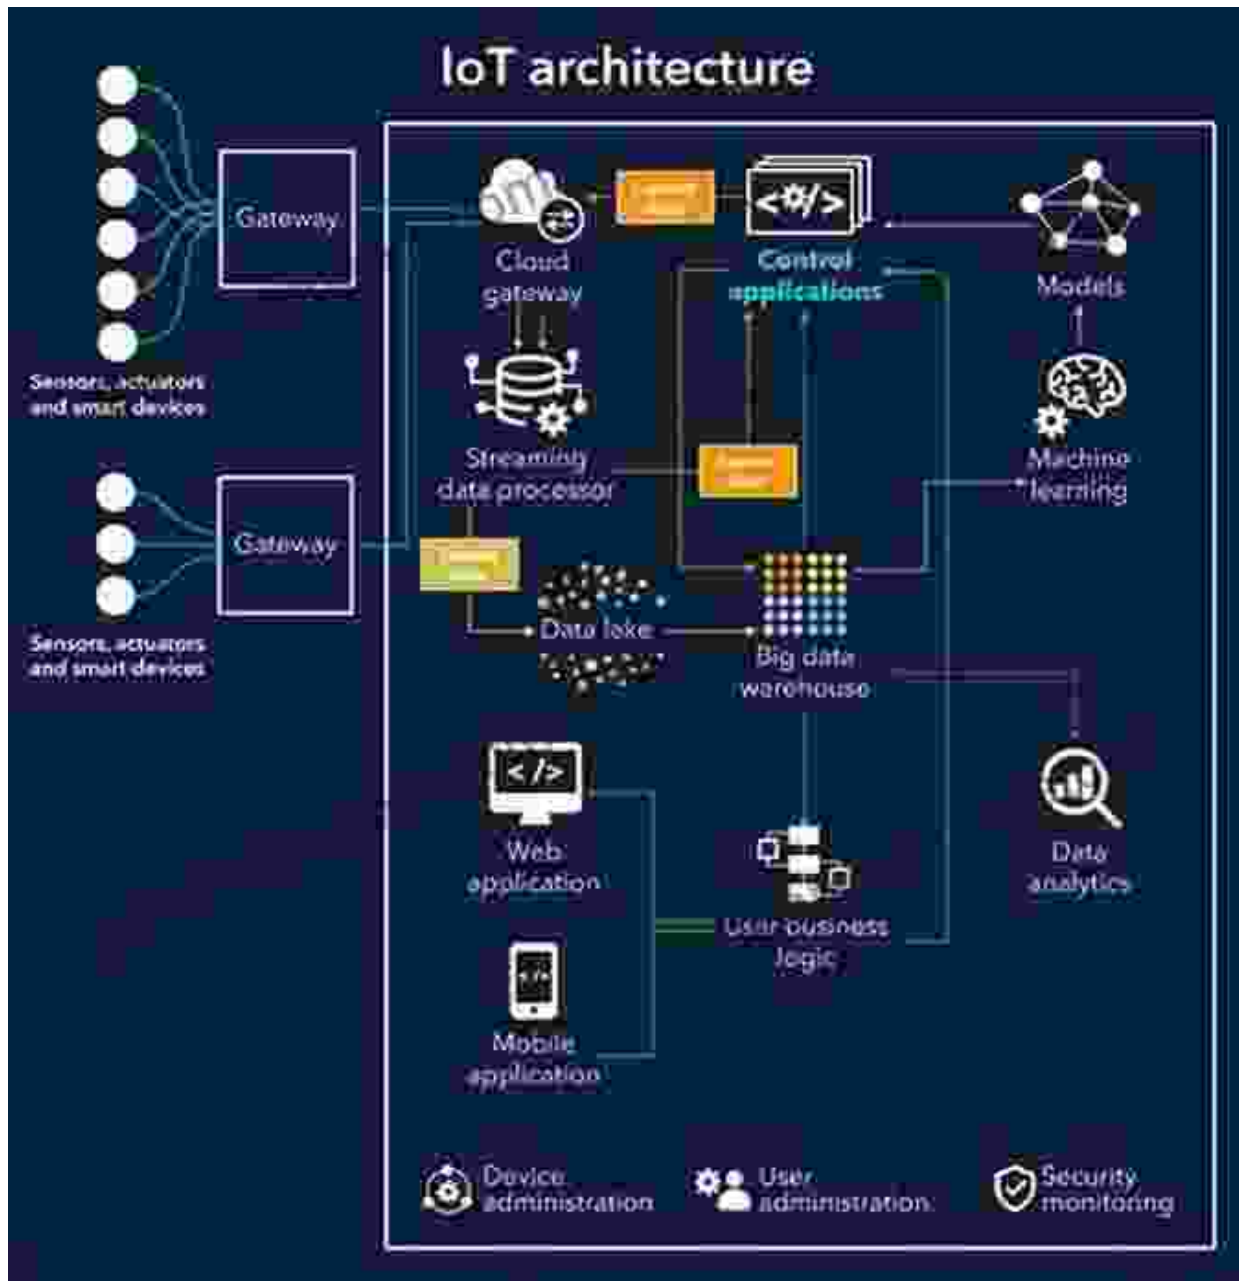 IoT architecture
Gateway
Cloud
gateway
Control
applications
Models
Sensors, actuators
and smart devices
Streaming
data processor
Machine
learning
Gateway
Data lake
Big data
warehouse
Sensors, actuators
and smart devices
</>
Web
application
Data
analytics
User business
logic
Mobile
application
Device
administration
User
administration
Security
monitoring